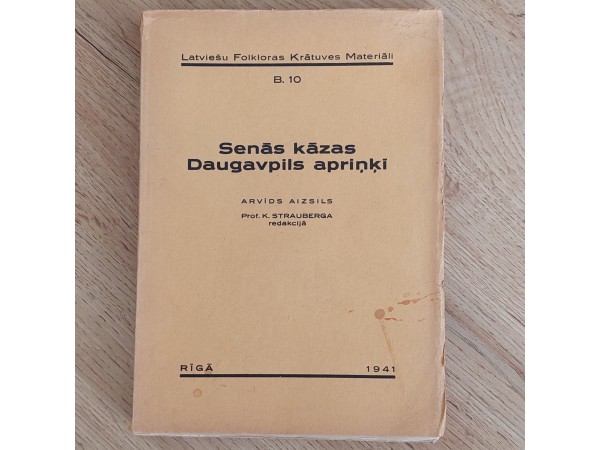 Latviešu Folkloras Krātuves Materiāli
B. 10
Senās kāzas
Daugavpils apriņķī
ARVĪDS AIZSILS
Prof. K. STRAUBERGA
redakcijā
RĪGĀ 1941